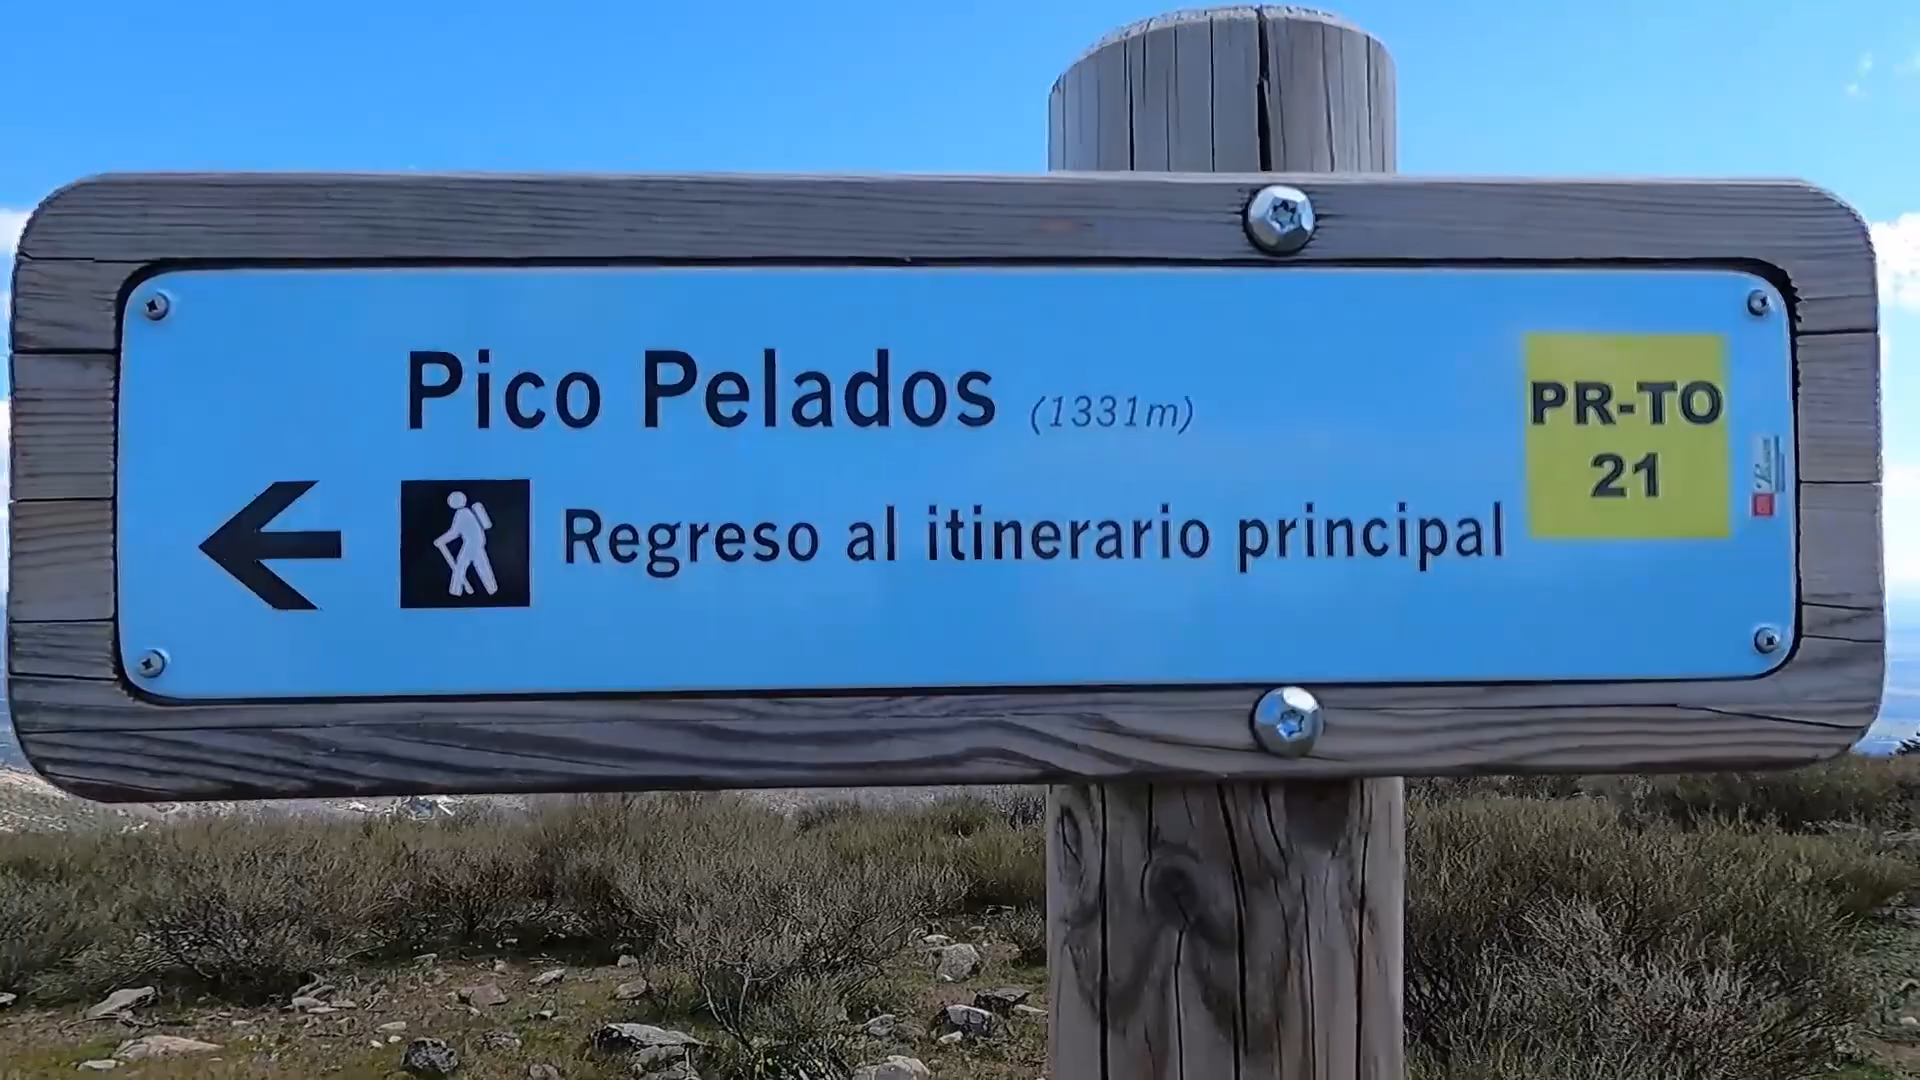 Pico Pelados (1331m)
Regreso al itinerario principal
PR-TO
21